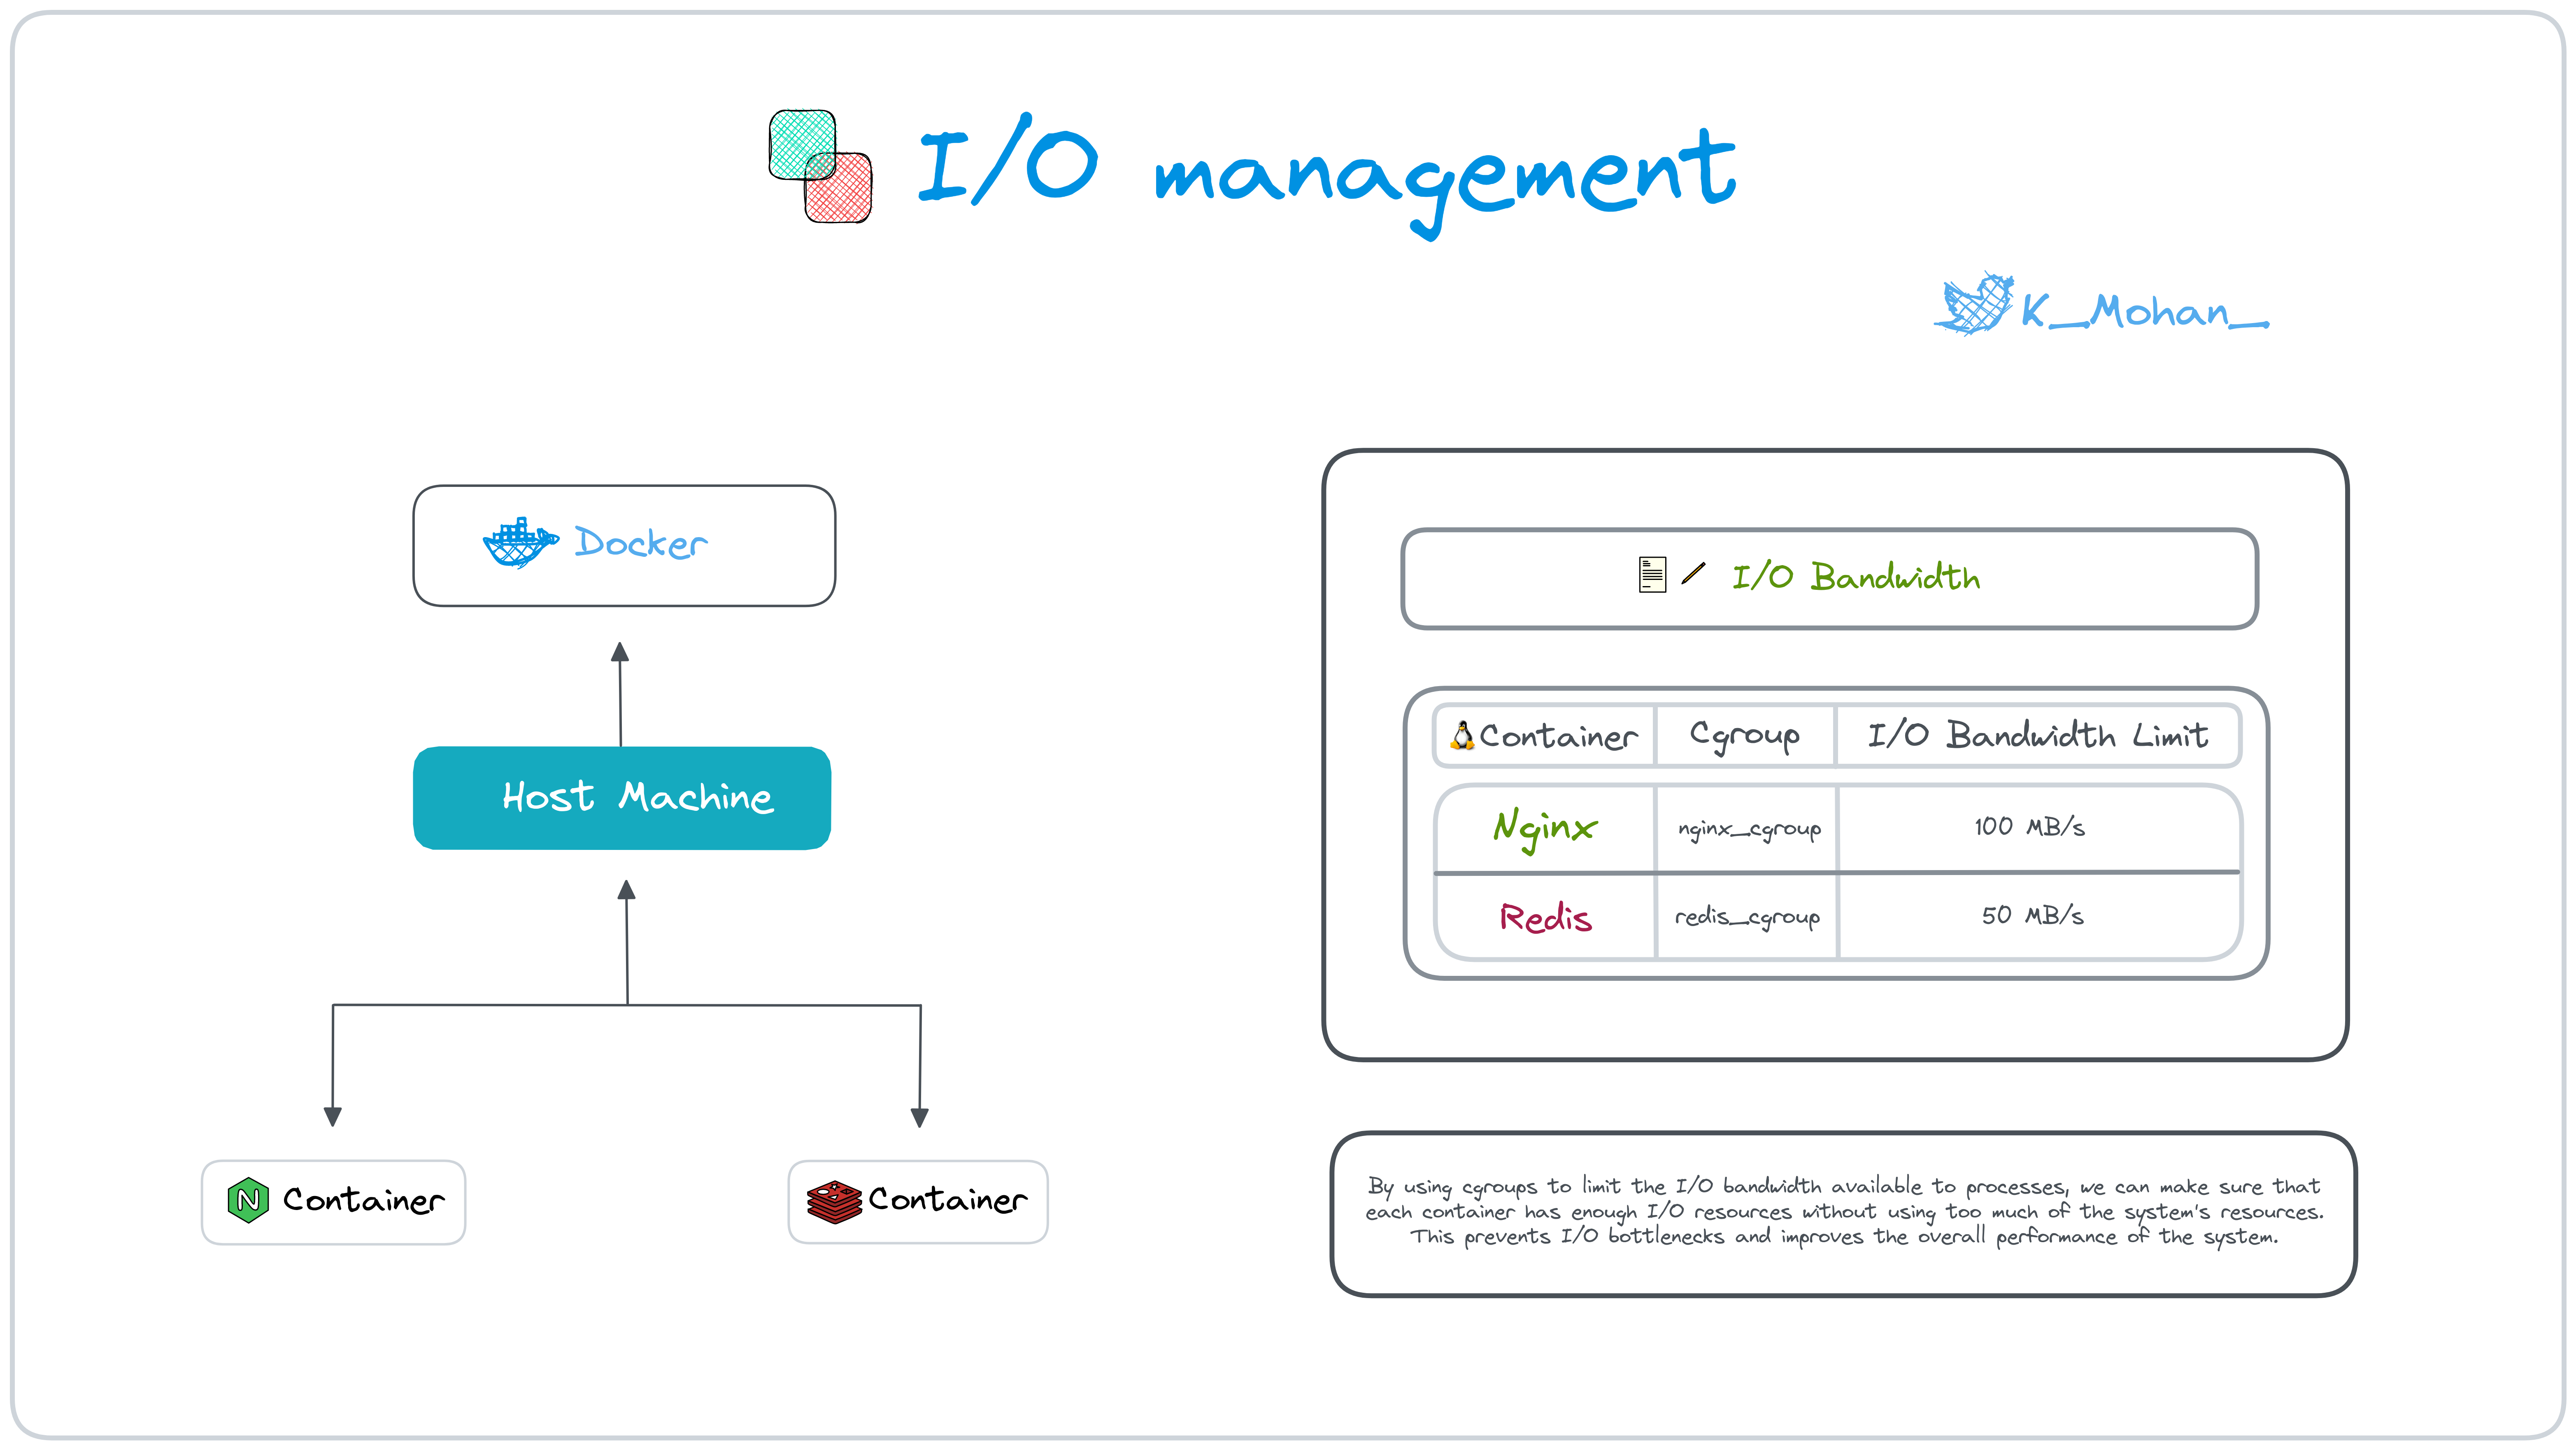 I/O management
K_Mohan_
Docker
Host Machine
N Container
Container
I/O Bandwidth
Container Cgroup I/O Bandwidth Limit
Nginx nginx_cgroup 100 MB/s
Redis redis_cgroup 50 MB/s
By using cgroups to limit the I/O bandwidth available to processes, we can make sure that
each container has enough I/O resources without using too much of the system's resources.
This prevents I/O bottlenecks and improves the overall performance of the system.